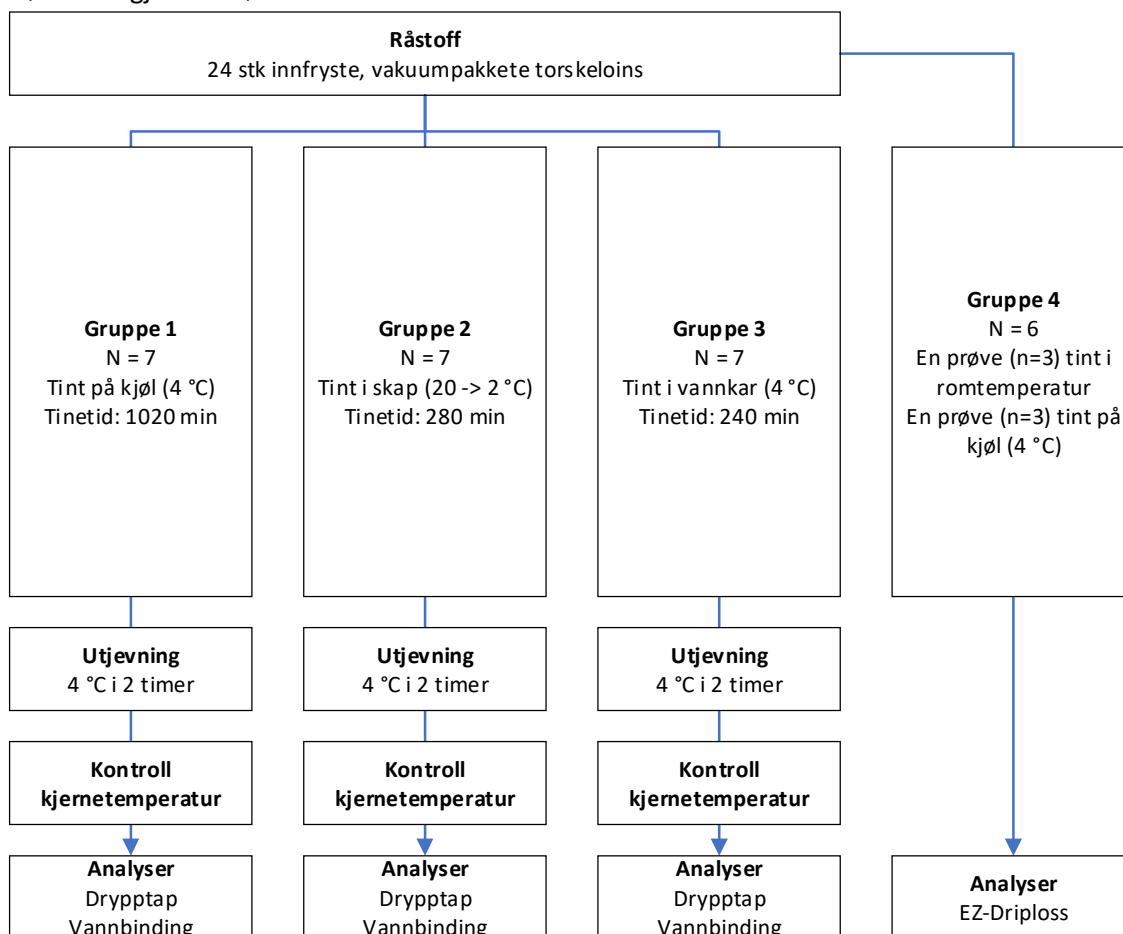 Råstoff
24 stk innfryste, vakuumpakkete torskeloins
Gruppe 1
N = 7
Tint på kjøl (4 °C)
Tinetid: 1020 min
Gruppe 2
N = 7
Tint i skap (20 -> 2 °C)
Tinetid: 280 min
Gruppe 3
N = 7
Tint i vannkar (4 °C)
Tinetid: 240 min
Gruppe 4
N = 6
En prøve (n=3) tint i
romtemperatur
En prøve (n=3) tint på
kjøl (4 °C)
Utjevning
4 °C i 2 timer
Utjevning
4 °C i 2 timer
Utjevning
4 °C i 2 timer
Kontroll
kjernetemperatur
Kontroll
kjernetemperatur
Kontroll
kjernetemperatur
Analyser
Drypptap
Vannbinding
Analyser
Drypptap
Vannbinding
Analyser
Drypptap
Vannbinding
Analyser
EZ-Driploss